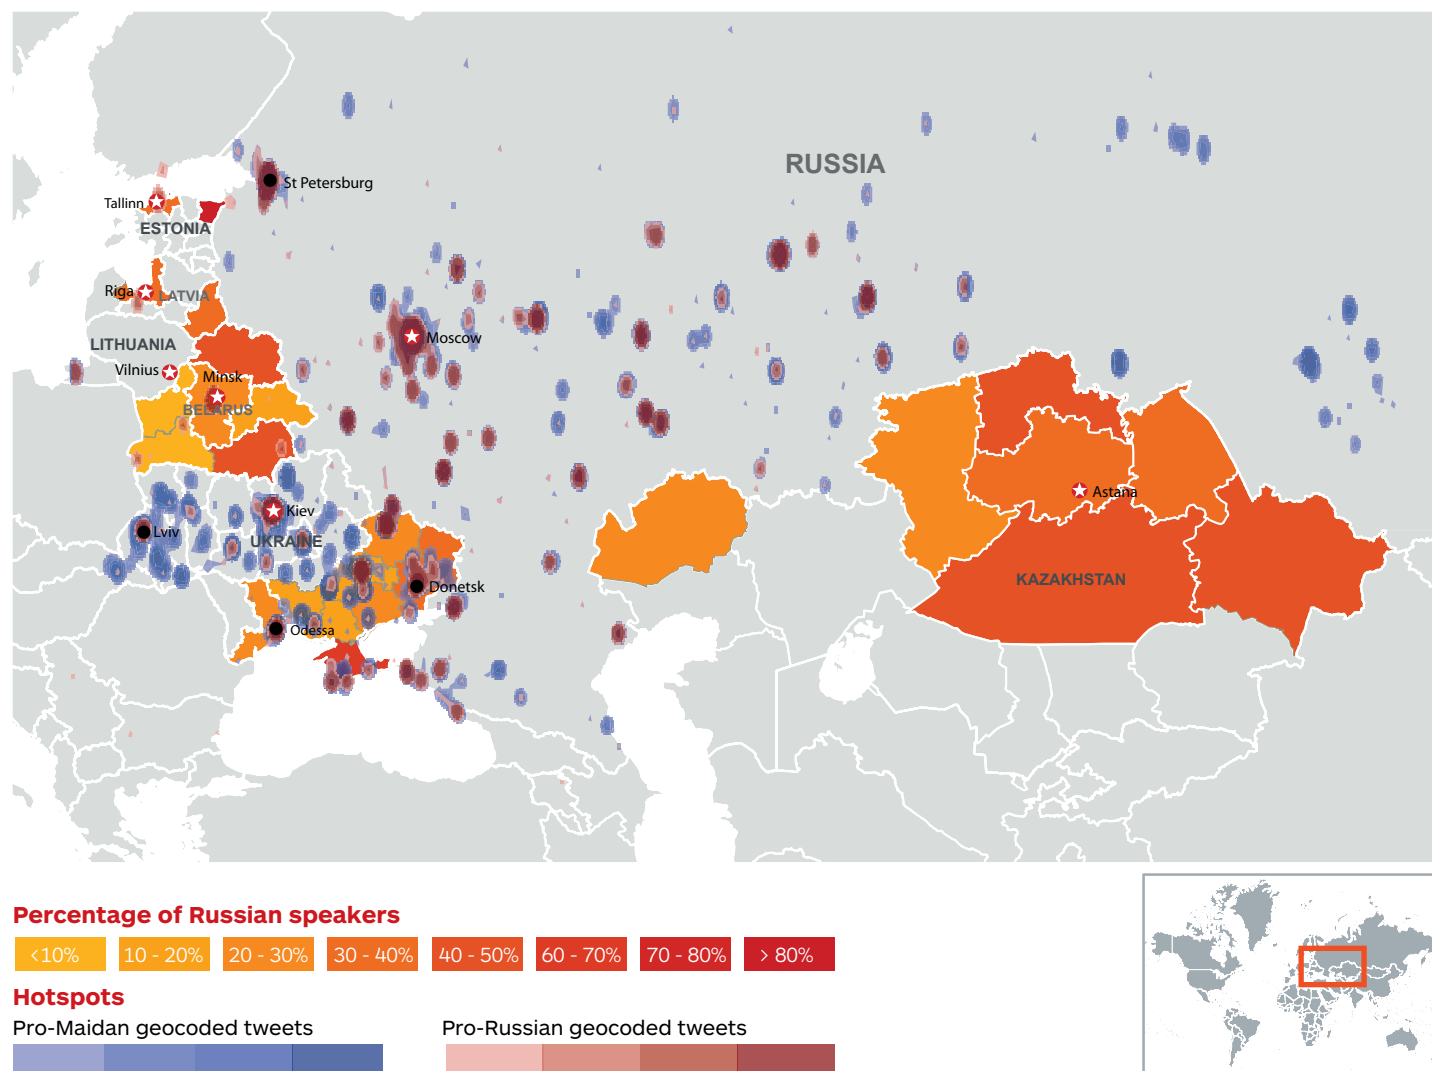 RUSSIA
St Petersburg
Tallinn
ESTONIA
Riga
LATVIA
Moscow
LITHUANIA
Vilnius
Minsk
BELARUS
Astana
Kiev
Lviv
UKRAINE
KAZAKHSTAN
Donetsk
Odessa
Percentage of Russian speakers
<10% 10 - 20% 20 - 30% 30 - 40% 40 - 50% 60 - 70% 70 - 80% > 80%
Hotspots
Pro-Maidan geocoded tweets Pro-Russian geocoded tweets